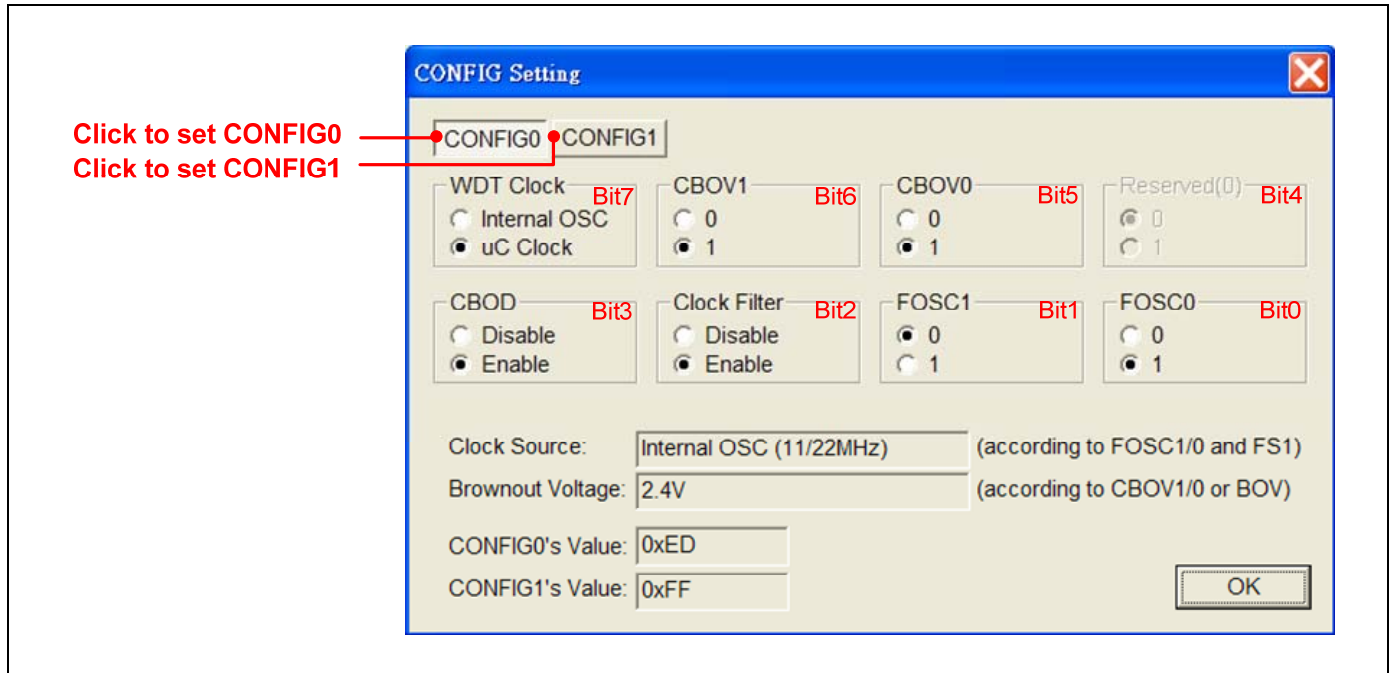 CONFIG Setting
Click to set CONFIG0
Click to set CONFIG1
CONFIG0 CONFIG1
WDT Clock Bit7 CBOV1 Bit6 CBOV0 Bit5 Reserved(0) Bit4
Internal OSC 0 0 0
uC Clock 1 1 1
CBOD Bit3 Clock Filter Bit2 FOSC1 Bit1 FOSC0 Bit0
Disable Disable 0 0
Enable Enable 1 1
Clock Source: Internal OSC (11/22MHz) (according to FOSC1/0 and FS1)
Brownout Voltage: 2.4V (according to CBOV1/0 or BOV)
CONFIG0's Value: 0xED
CONFIG1's Value: 0xFF
OK